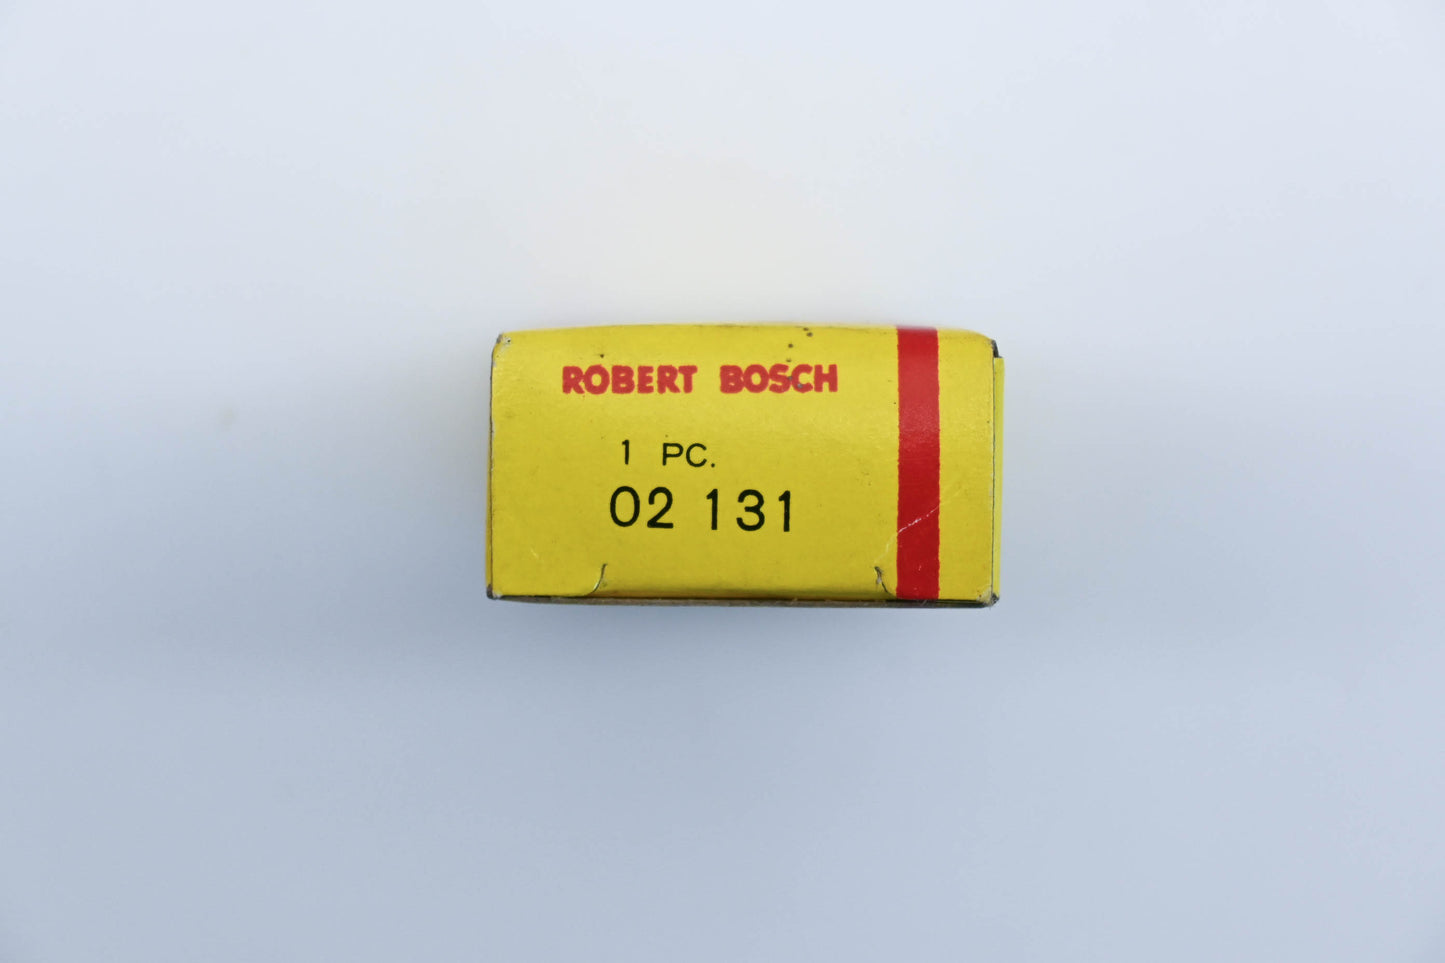 ROBERT BOSCH
1 PC.
02 131